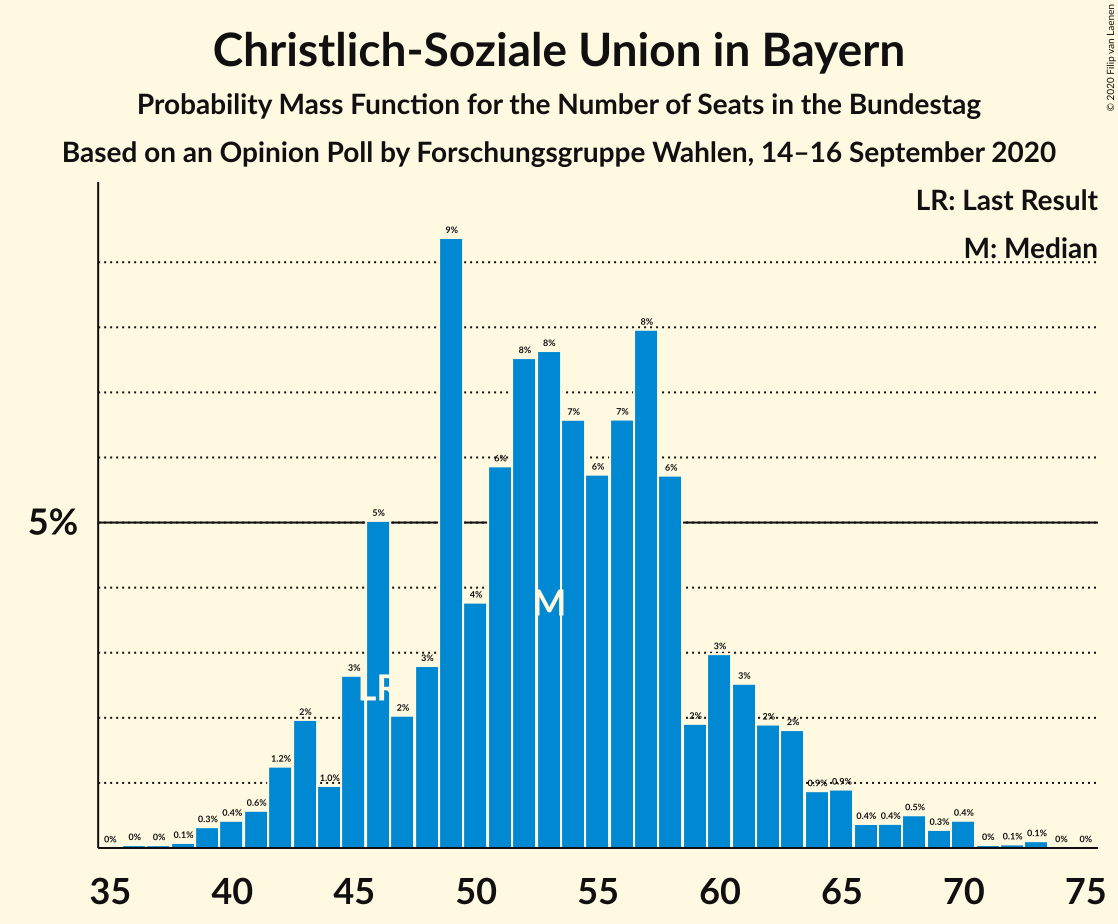 Christlich-Soziale Union in Bayern
Probability Mass Function for the Number of Seats in the Bundestag
Based on an Opinion Poll by Forschungsgruppe Wahlen, 14–16 September 2020
© 2020 Filip van Laenen
LR: Last Result
M: Median
5%
0% 0% 0% 0.1% 0.3% 0.4% 0.6% 1.2% 2% 1.0% 3% 5% 2% 3% 9% 4% 6% 8% 8% 7% 6% 7% 8% 6% 2% 3% 3% 2% 2% 0.9% 0.9% 0.4% 0.4% 0.5% 0.3% 0.4% 0% 0.1% 0.1% 0% 0%
LR
M
35 40 45 50 55 60 65 70 75